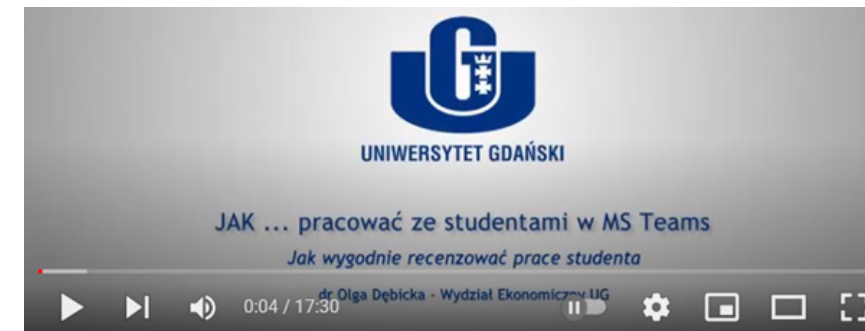 UG
UNIWERSYTET GDAŃSKI
JAK ... pracować ze studentami w MS Teams
Jak wygodnie recenzować prace studenta
dr Olga Dębicka - Wydział Ekonomiczny UG
0:04 / 17:30